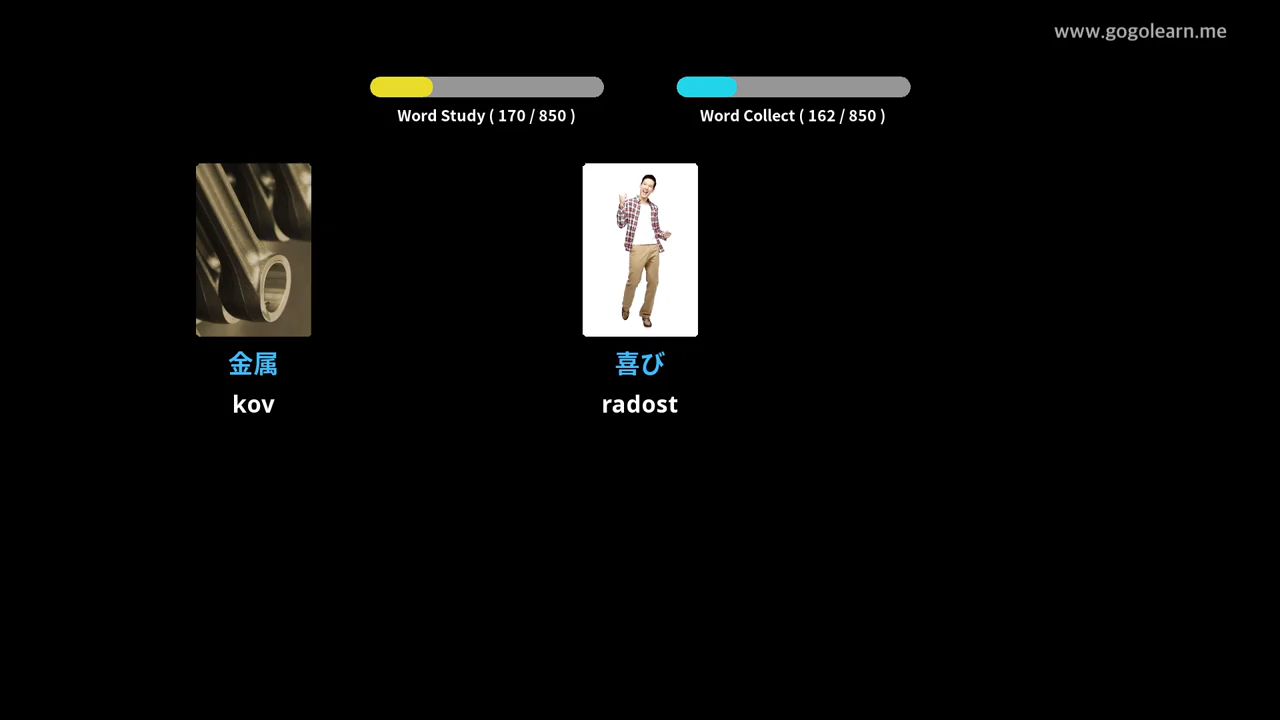 www.gogolearn.me
Word Study ( 170 / 850 )
Word Collect ( 162 / 850 )
金属
kov
喜び
radost